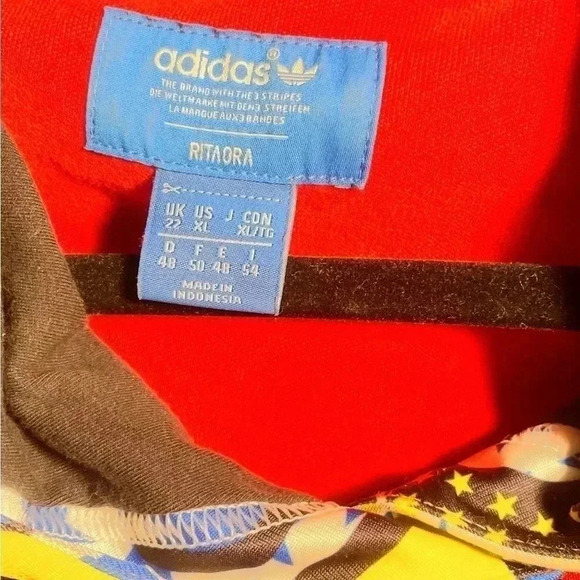 adidas®
THE BRAND WITH THE 3 STRIPES
DIE WELTMARKE MIT DEN 3 STREIFEN
LA MARQUE AUX 3 BANDES
RITA ORA
UK US J CDN
22 XL XL/TG
D F E I
48 50 48 54
MADE IN
INDONESIA